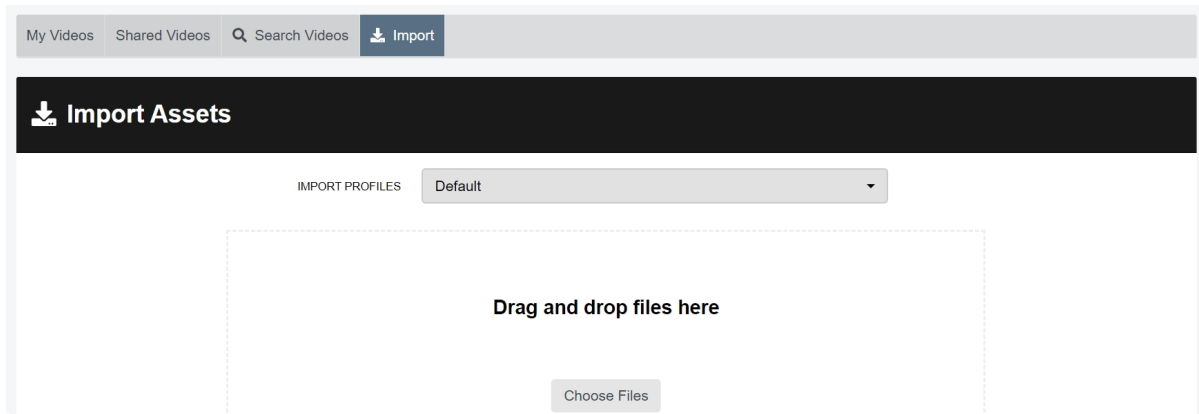 My Videos Shared Videos Search Videos Import
Import Assets
IMPORT PROFILES Default
Drag and drop files here
Choose Files